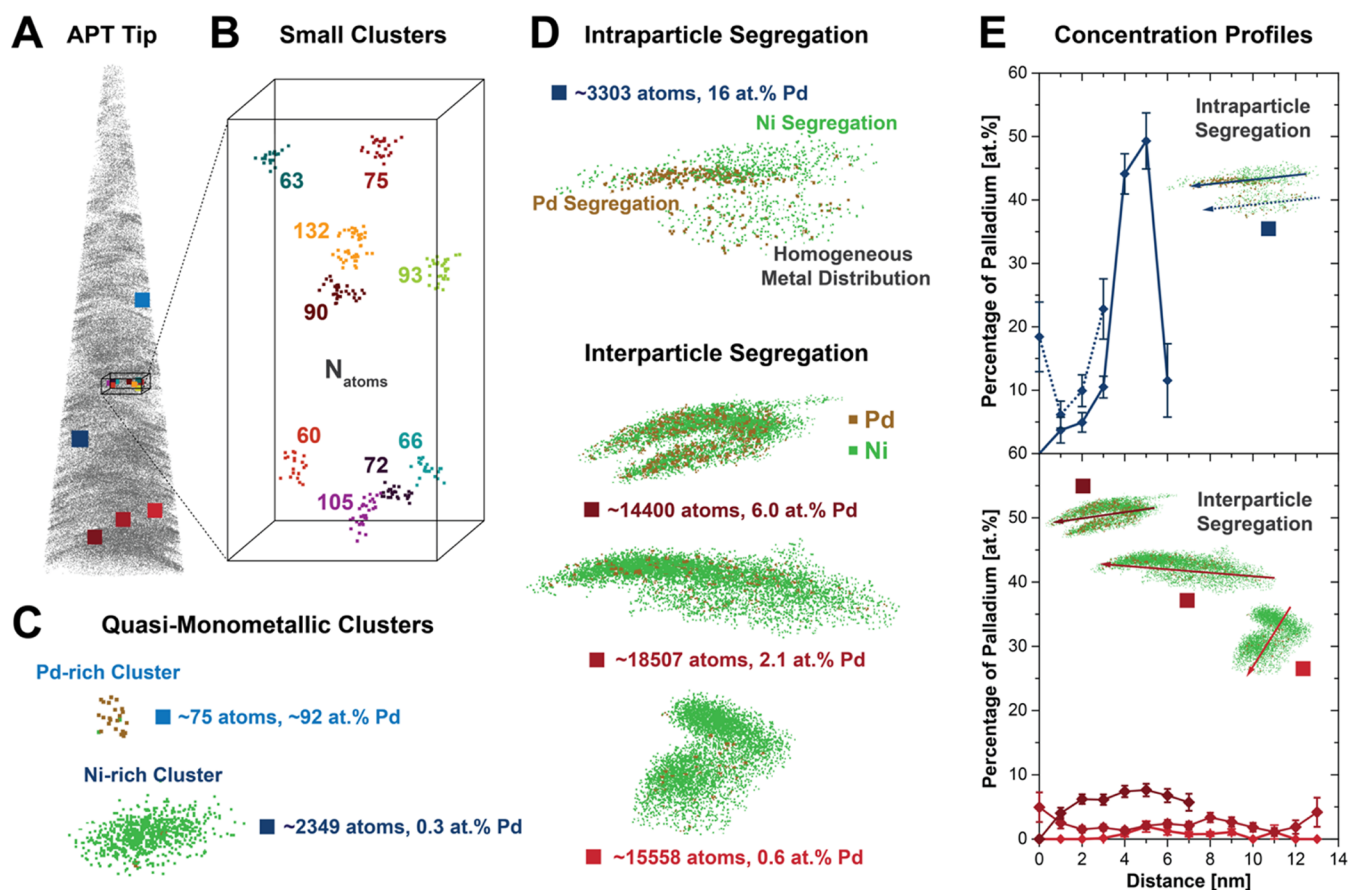 A APT Tip
B Small Clusters
63
75
132
93
90
N atoms
60
66
72
105
C Quasi-Monometallic Clusters
Pd-rich Cluster
~75 atoms, ~92 at.% Pd
Ni-rich Cluster
~2349 atoms, 0.3 at.% Pd
D Intraparticle Segregation
~3303 atoms, 16 at.% Pd
Ni Segregation
Pd Segregation
Homogeneous
Metal Distribution
Interparticle Segregation
Pd
Ni
~14400 atoms, 6.0 at.% Pd
~18507 atoms, 2.1 at.% Pd
~15558 atoms, 0.6 at.% Pd
E Concentration Profiles
Percentage of Palladium [at.%]
60
50
40
30
20
10
60
Intraparticle
Segregation
Percentage of Palladium [at.%]
50
40
30
20
10
0
Interparticle
Segregation
0 2 4 6 8 10 12 14
Distance [nm]